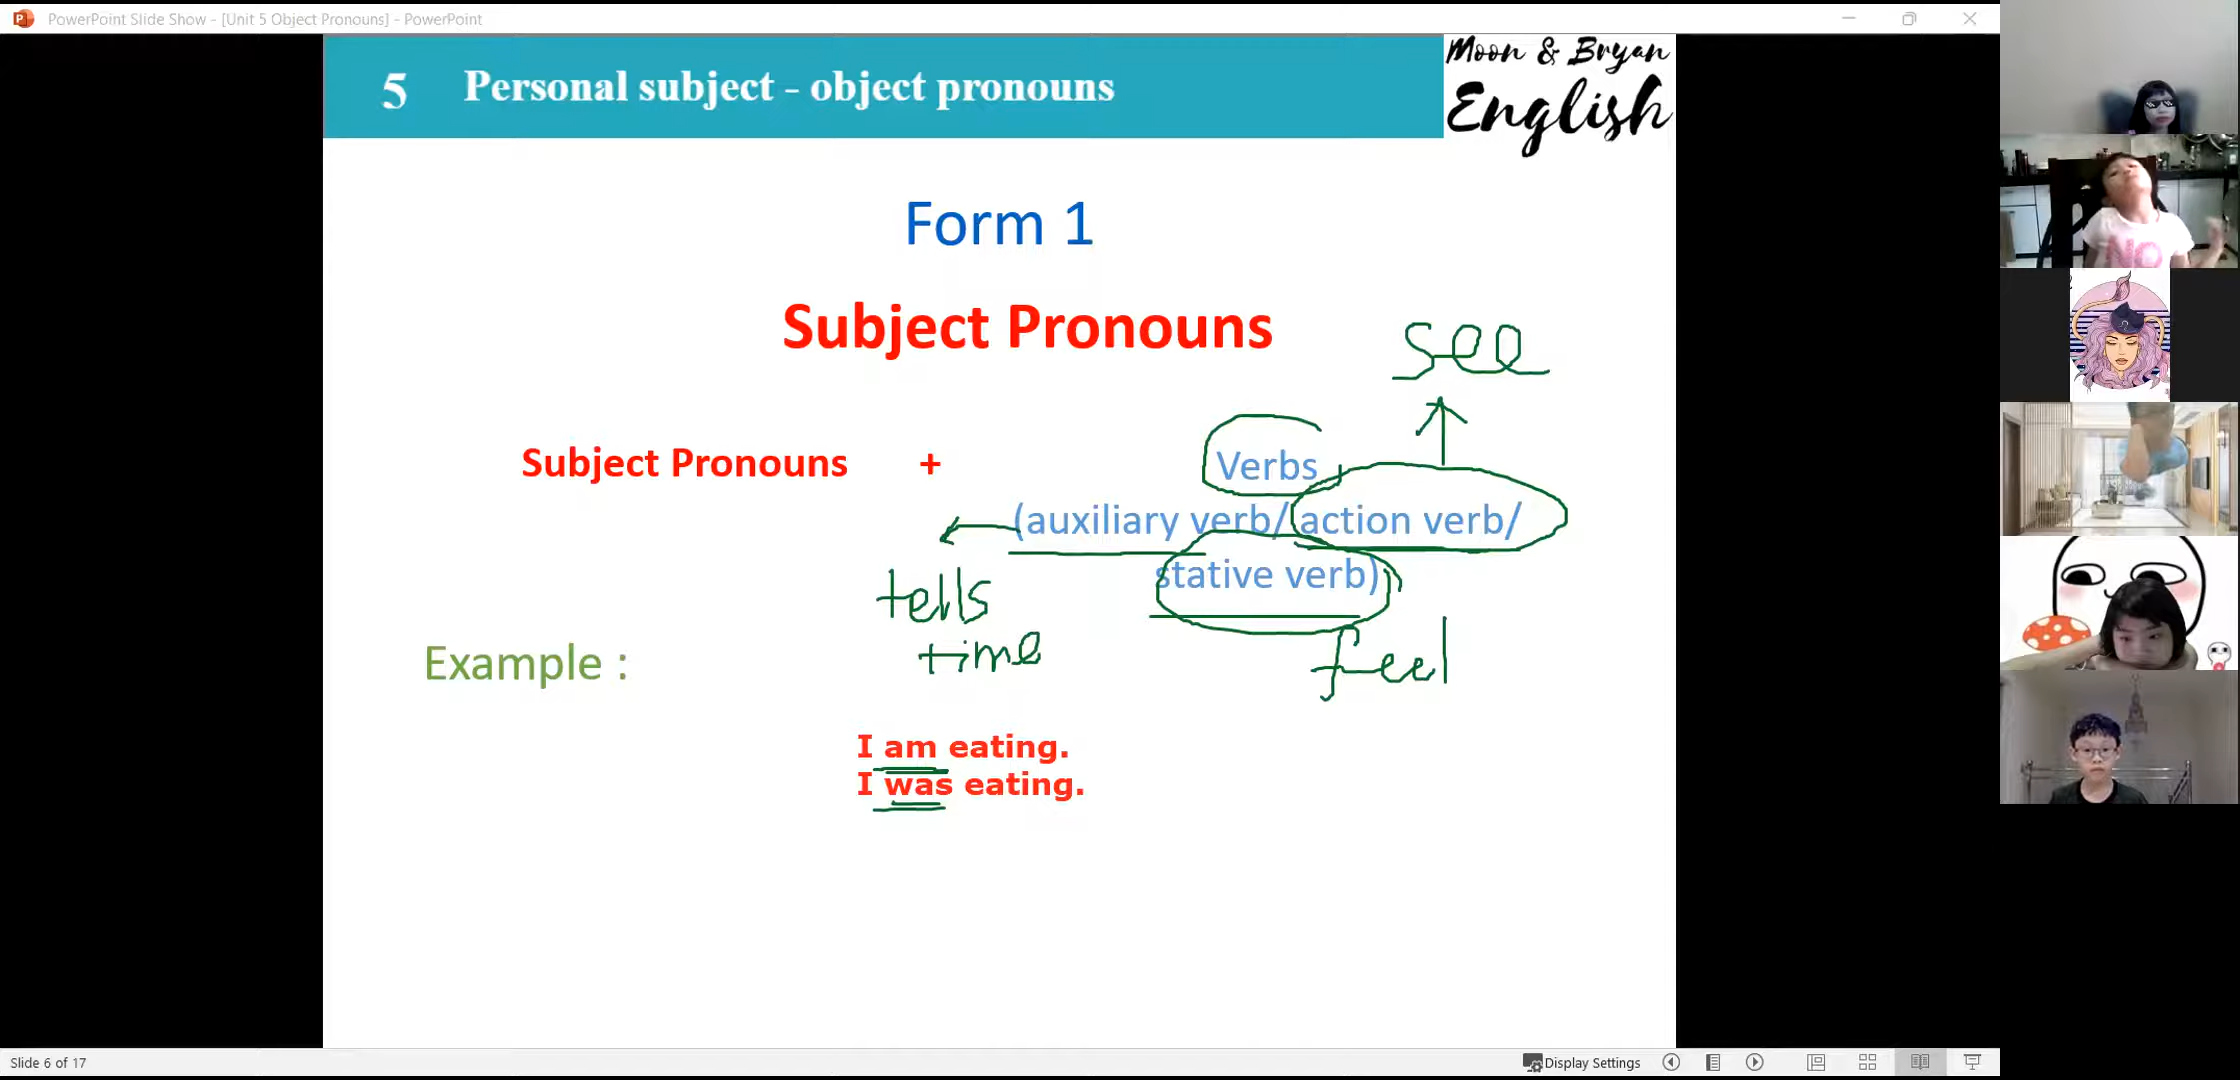 PowerPoint Slide Show - [Unit 5 Object Pronouns] - PowerPoint
5 Personal subject - object pronouns
Moon & Bryan
English
Form 1
Subject Pronouns
see
Subject Pronouns + Verbs
(auxiliary verb/ action verb/
stative verb)
tells
time
feel
Example :
I am eating.
I was eating.
NO
Slide 6 of 17
Display Settings